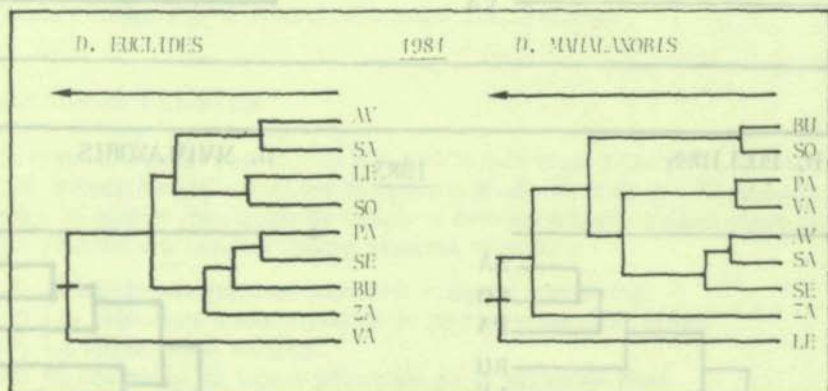 D. EUCLIDES 1981 D. MAHALANOBIS
AV
SA
LE
SO
PA
SE
BU
ZA
VA
BU
SO
PA
VA
AV
SA
SE
ZA
LE